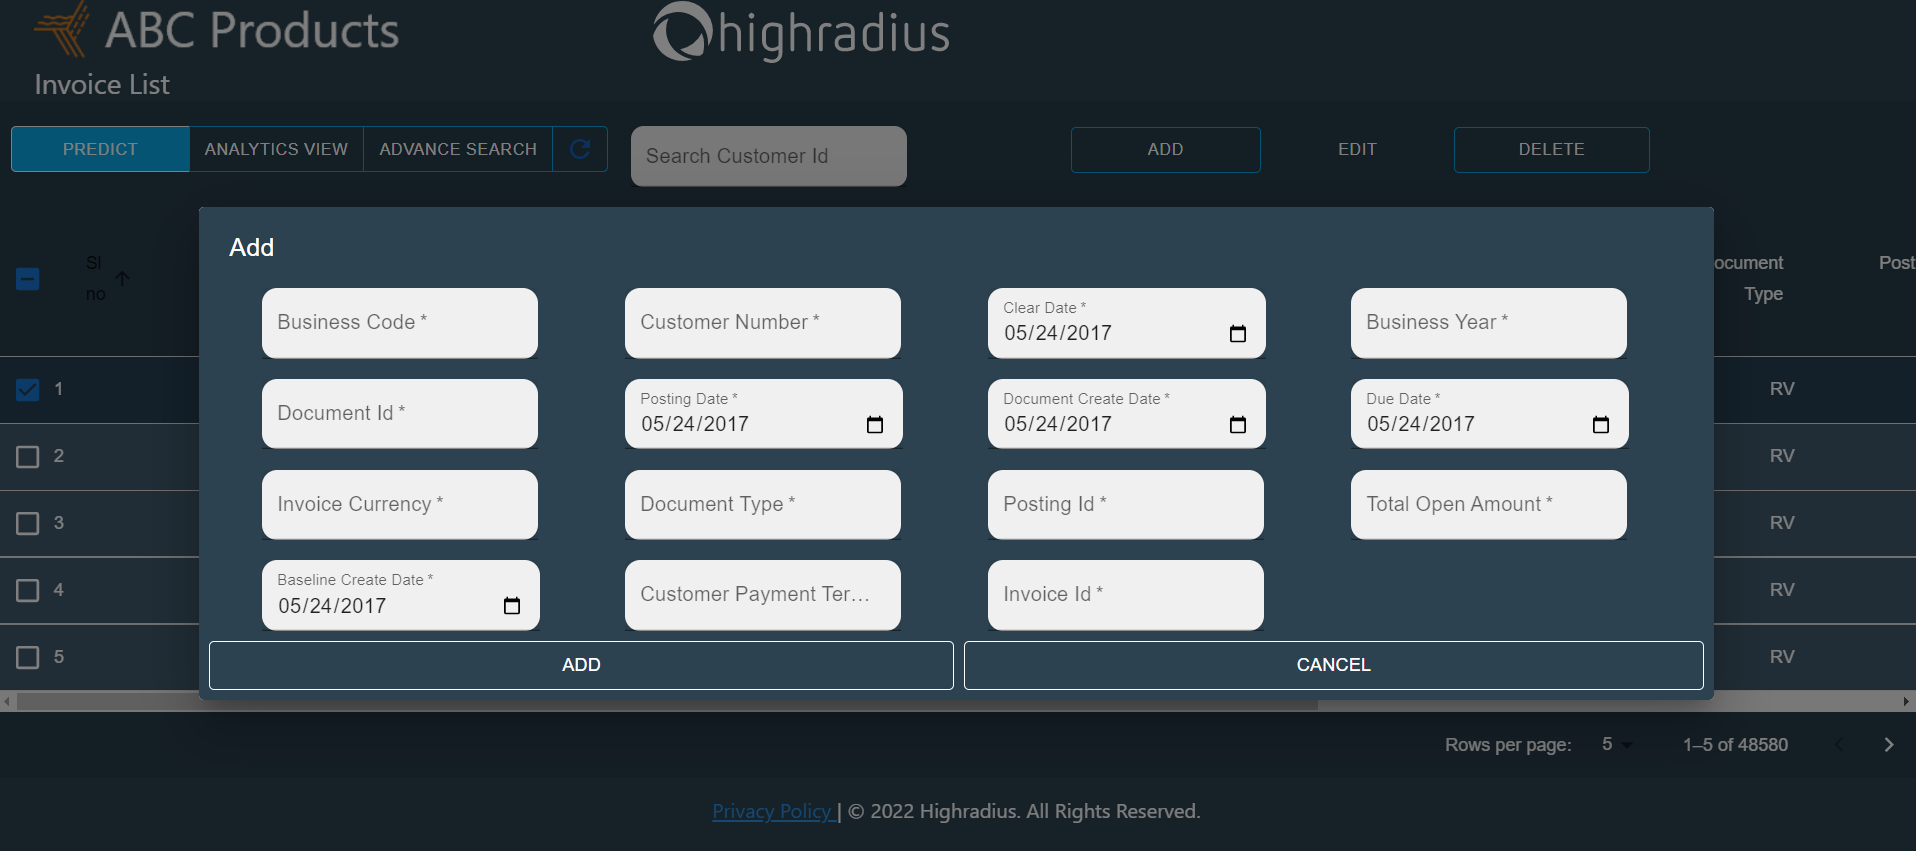 ABC Products
highradius
Invoice List
PREDICT
ANALYTICS VIEW
ADVANCE SEARCH
Search Customer Id
ADD
EDIT
DELETE
Add
Sl
no
ocument
Type
Post
Business Code *
Customer Number *
Clear Date *
05/24/2017
Business Year *
Document Id *
Posting Date *
05/24/2017
Document Create Date *
05/24/2017
Due Date *
05/24/2017
Invoice Currency *
Document Type *
Posting Id *
Total Open Amount *
Baseline Create Date *
05/24/2017
Customer Payment Ter...
Invoice Id *
ADD
CANCEL
1
RV
2
RV
3
RV
4
RV
5
RV
Rows per page:
5
1–5 of 48580
Privacy Policy | © 2022 Highradius. All Rights Reserved.